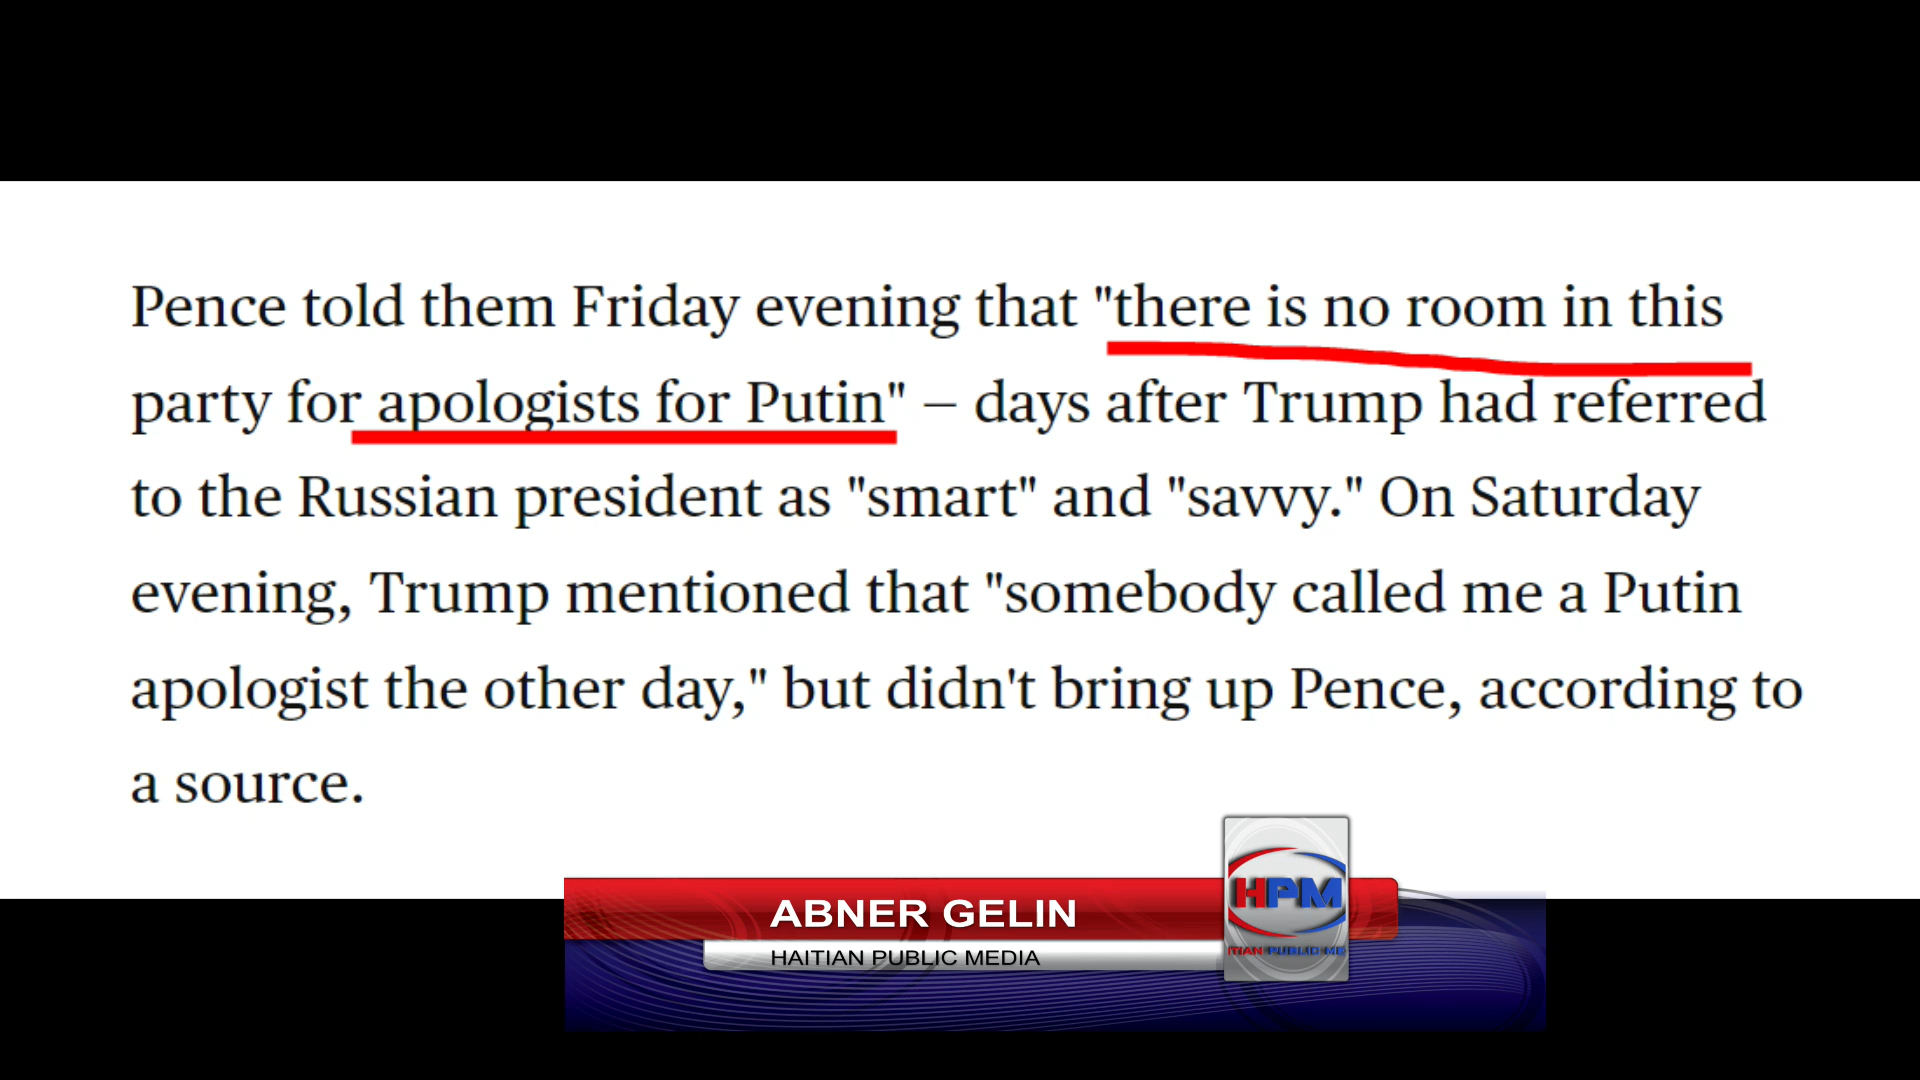 Pence told them Friday evening that "there is no room in this
party for apologists for Putin" – days after Trump had referred
to the Russian president as "smart" and "savvy." On Saturday
evening, Trump mentioned that "somebody called me a Putin
apologist the other day," but didn't bring up Pence, according to
a source.
ABNER GELIN
HAITIAN PUBLIC MEDIA
HPM
TIAN PUBLIC ME